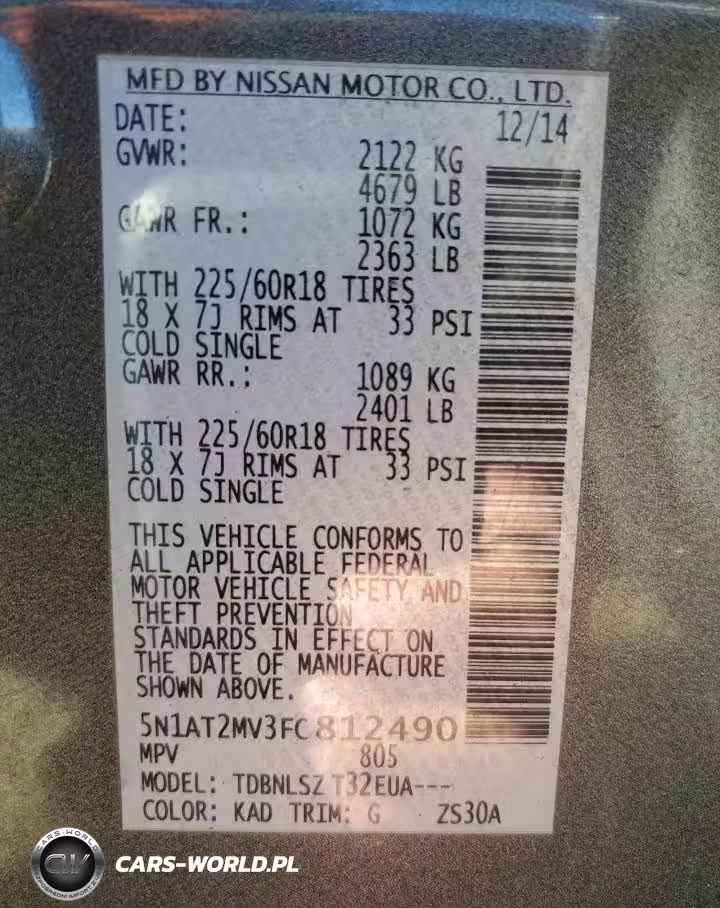 MFD BY NISSAN MOTOR CO., LTD.
DATE: 12/14
GVWR: 2122 KG
4679 LB
GAWR FR.: 1072 KG
2363 LB
WITH 225/60R18 TIRES
18 X 7J RIMS AT 33 PSI
COLD SINGLE
GAWR RR.: 1089 KG
2401 LB
WITH 225/60R18 TIRES
18 X 7J RIMS AT 33 PSI
COLD SINGLE
THIS VEHICLE CONFORMS TO
ALL APPLICABLE FEDERAL
MOTOR VEHICLE SAFETY AND
THEFT PREVENTION
STANDARDS IN EFFECT ON
THE DATE OF MANUFACTURE
SHOWN ABOVE.
5N1AT2MV3FC812490
MPV 805
MODEL: TDBNLSZ T32EUA---
COLOR: KAD TRIM: G ZS30A
CARS-WORLD
CW
CARS-WORLD.PL